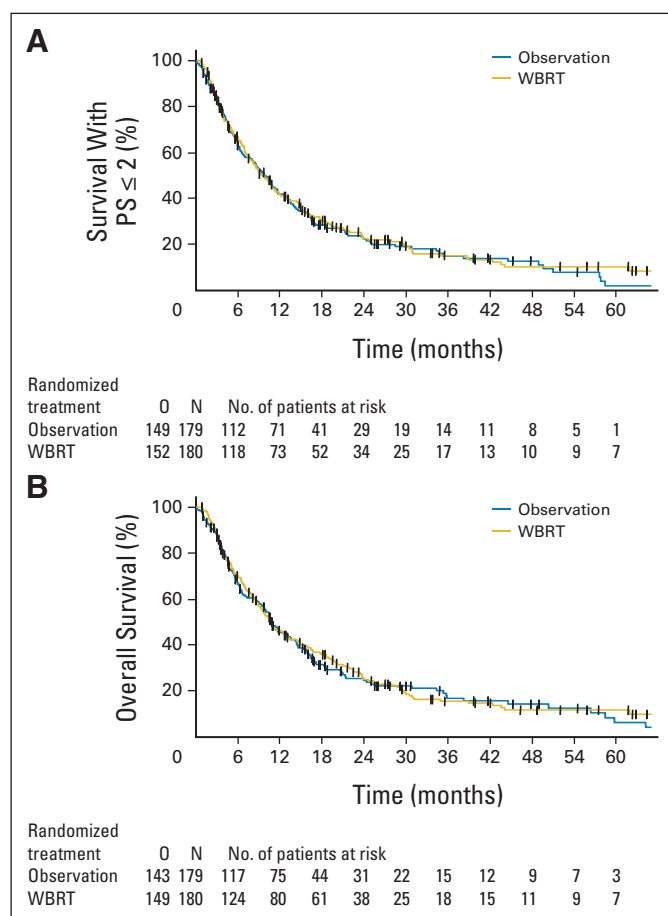 A
Observation
WBRT
Survival With
PS ≤ 2 (%)
100
80
60
40
20
0 6 12 18 24 30 36 42 48 54 60
Time (months)
Randomized
treatment O N No. of patients at risk
Observation 149 179 112 71 41 29 19 14 11 8 5 1
WBRT 152 180 118 73 52 34 25 17 13 10 9 7
B
Observation
WBRT
Overall Survival (%)
100
80
60
40
20
0 6 12 18 24 30 36 42 48 54 60
Time (months)
Randomized
treatment O N No. of patients at risk
Observation 143 179 117 75 44 31 22 15 12 9 7 3
WBRT 149 180 124 80 61 38 25 18 15 11 9 7